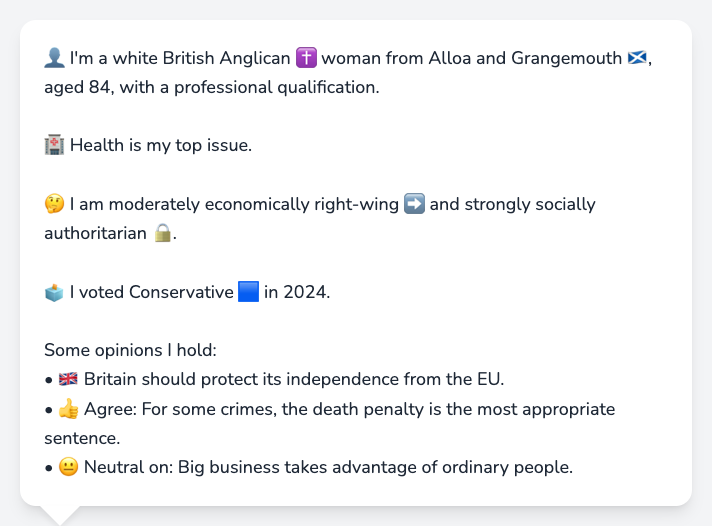 👤 I'm a white British Anglican ✝️ woman from Alloa and Grangemouth 🏴󠁧󠁢󠁳󠁣󠁴󠁿,
aged 84, with a professional qualification.
🏥 Health is my top issue.
🤔 I am moderately economically right-wing ➡️ and strongly socially
authoritarian 🔒.
🗳️ I voted Conservative 🟦 in 2024.
Some opinions I hold:
• 🇬🇧 Britain should protect its independence from the EU.
• 👍 Agree: For some crimes, the death penalty is the most appropriate
sentence.
• 😐 Neutral on: Big business takes advantage of ordinary people.